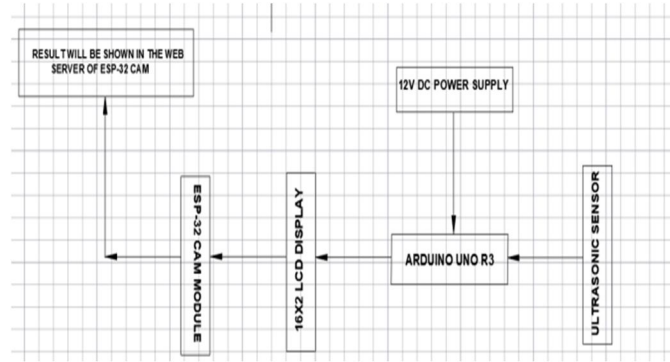 RESULT WILL BE SHOWN IN THE WEB
SERVER OF ESP-32 CAM
12V DC POWER SUPPLY
ESP-32 CAM MODULE
16X2 LCD DISPLAY
ARDUINO UNO R3
ULTRASONIC SENSOR